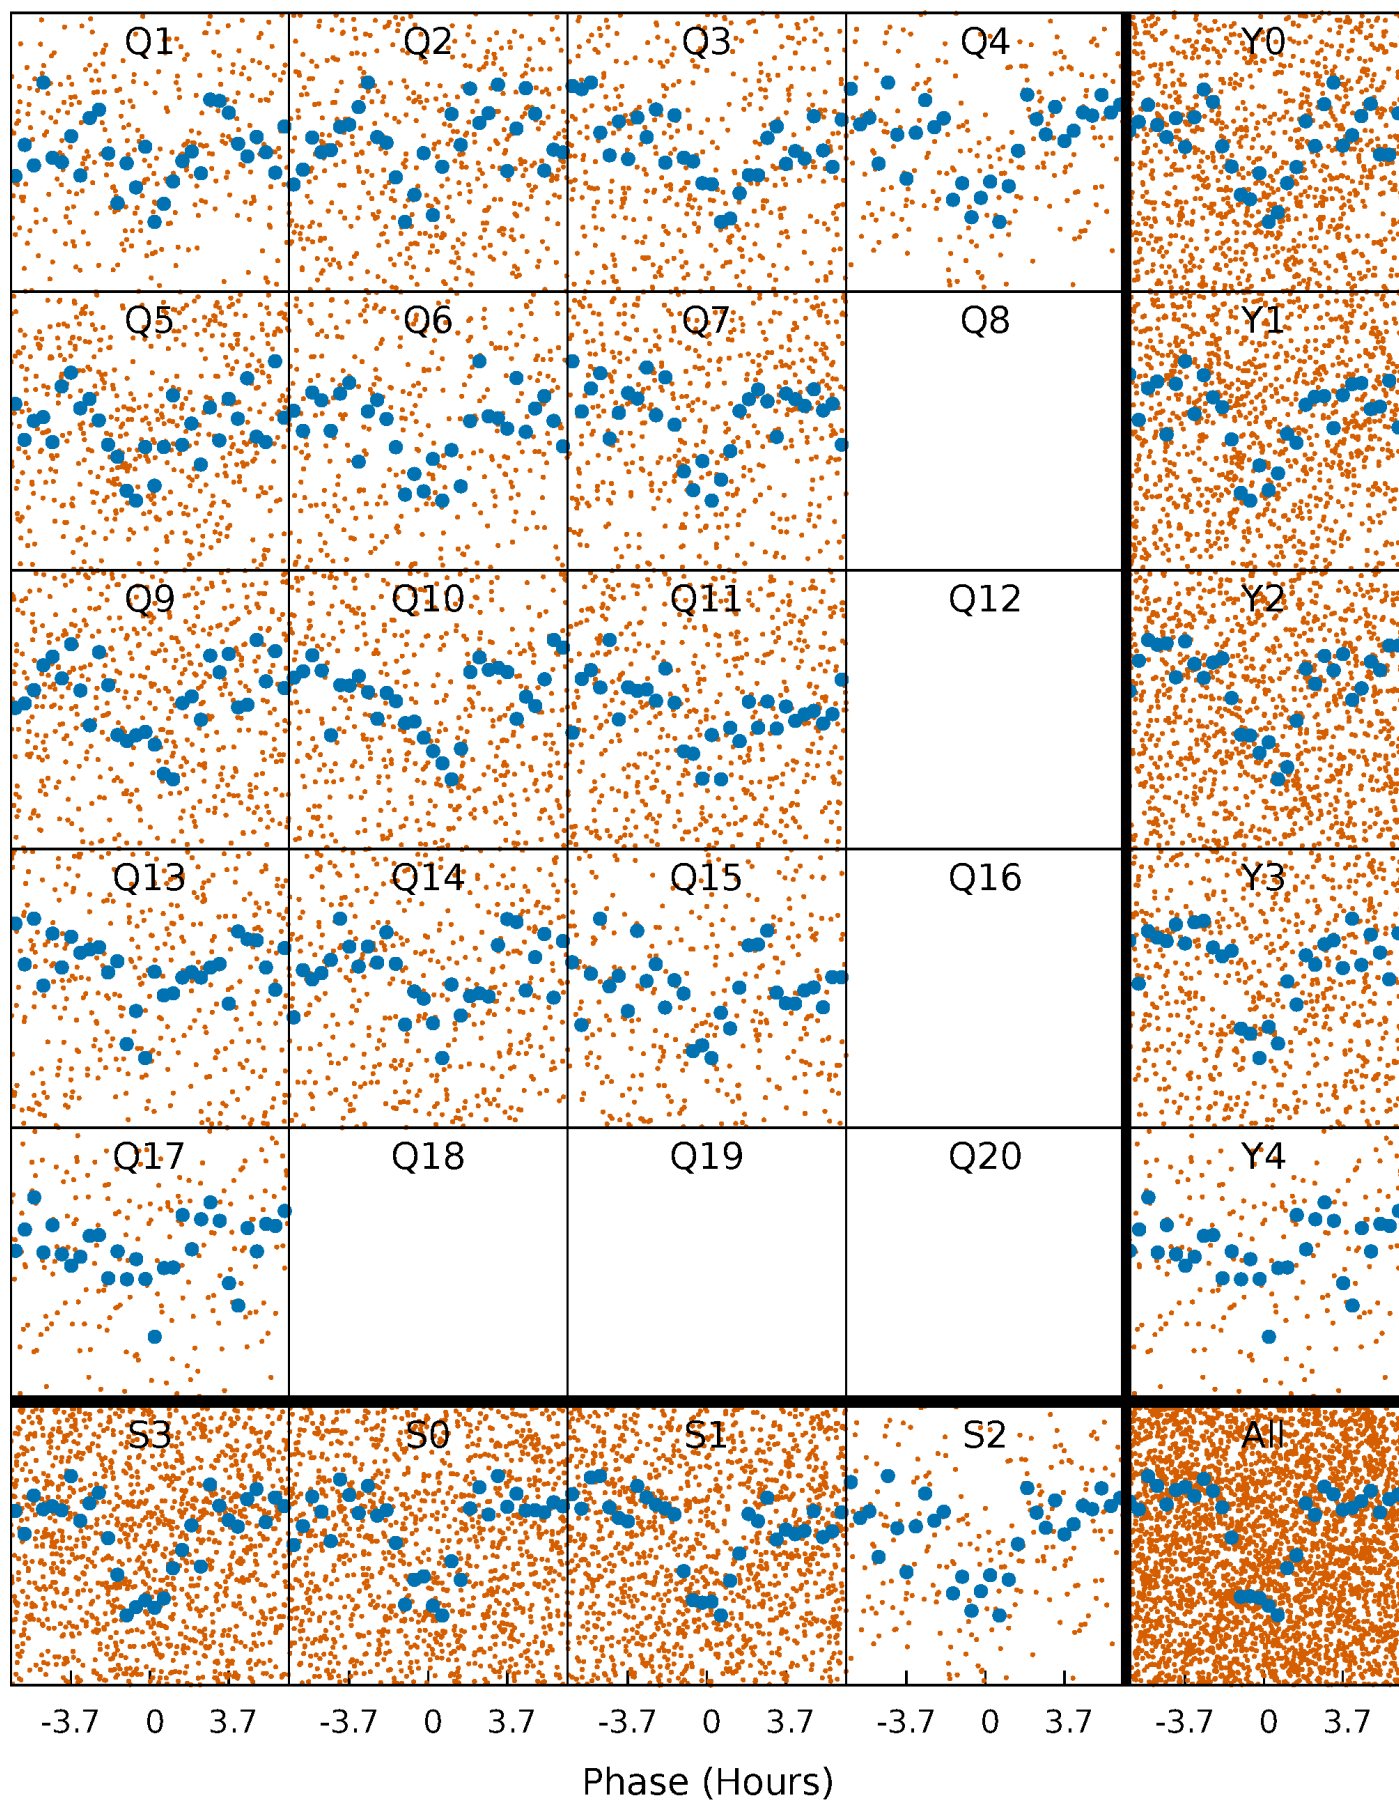 Q1 Q2 Q3 Q4 Y0
Q5 Q6 Q7 Q8 Y1
Q9 Q10 Q11 Q12 Y2
Q13 Q14 Q15 Q16 Y3
Q17 Q18 Q19 Q20 Y4
S3 S0 S1 S2 All
-3.7 0 3.7 -3.7 0 3.7 -3.7 0 3.7 -3.7 0 3.7 -3.7 0 3.7
Phase (Hours)